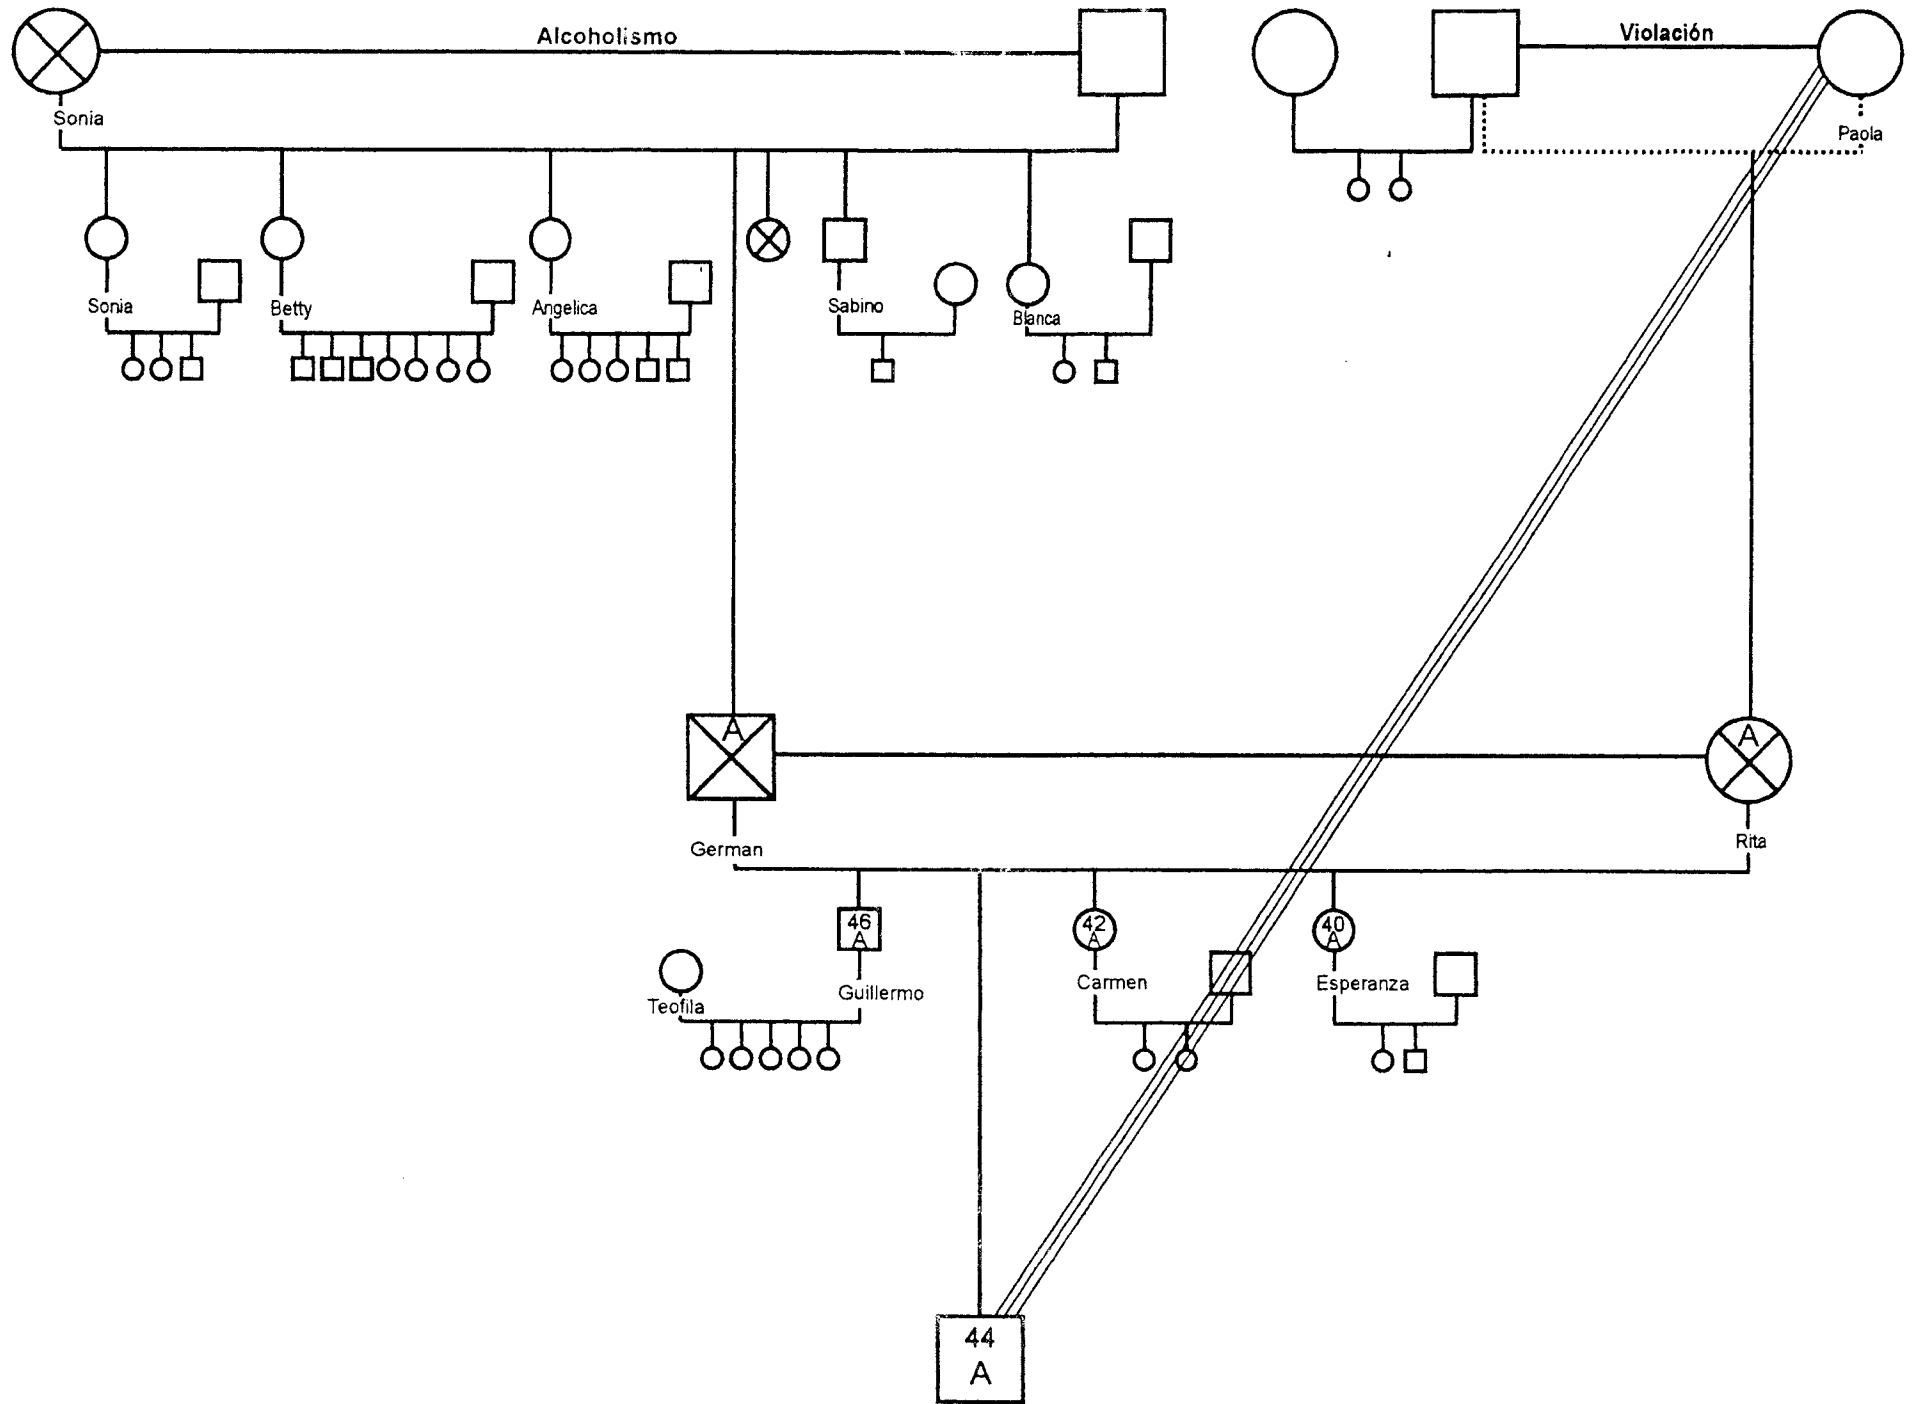 Alcoholismo
Violación
Sonia
Paola
Sonia
Betty
Angelica
Sabino
Blanca
A
A
German
Rita
46
A
42
A
40
A
Teofila
Guillermo
Carmen
Esperanza
44
A